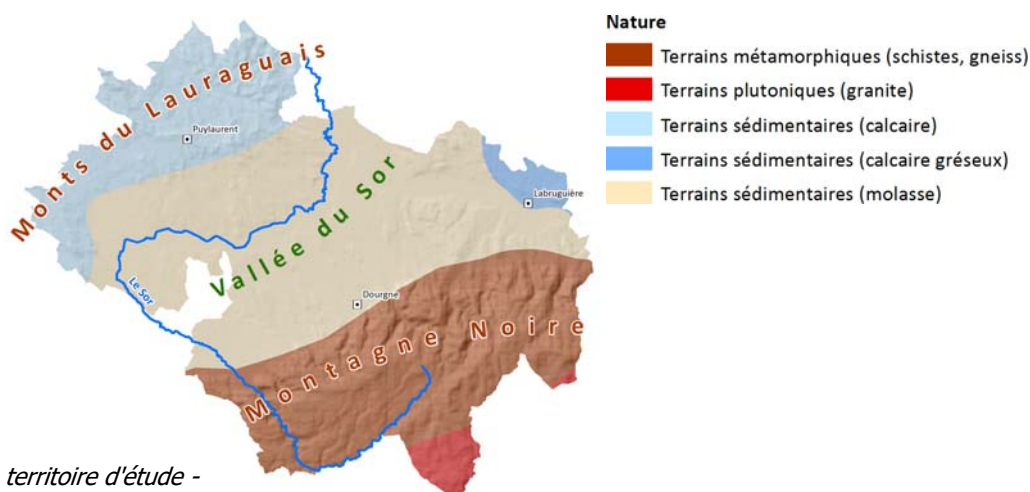 Nature
Terrains métamorphiques (schistes, gneiss)
Terrains plutoniques (granite)
Terrains sédimentaires (calcaire)
Terrains sédimentaires (calcaire gréseux)
Terrains sédimentaires (molasse)
Monts du Lauraguais
Puylaurent
Labruguière
Vallée du Sor
Le Sor
Dourgne
Montagne Noire
territoire d'étude -